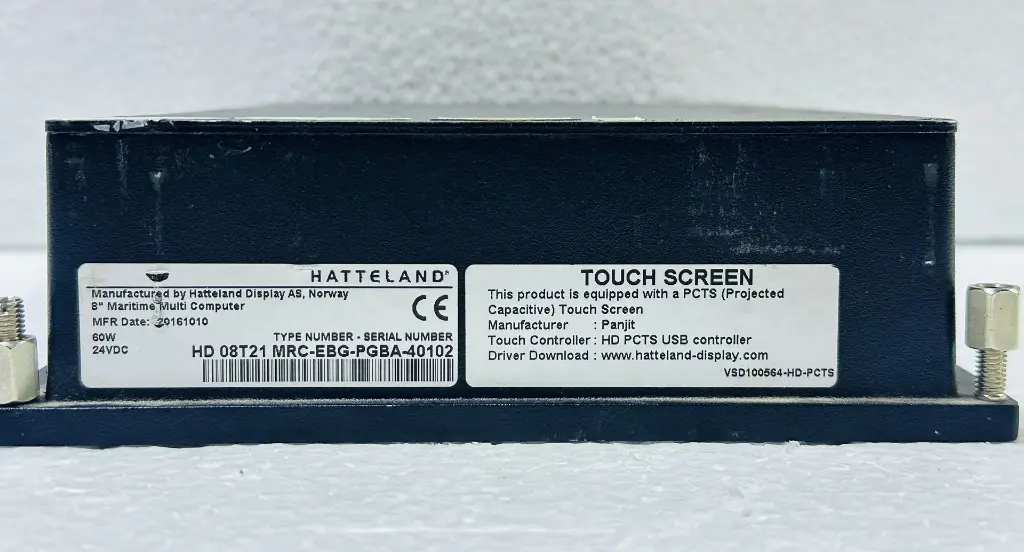 HATTELAND®
Manufactured by Hatteland Display AS, Norway
8" Maritime Multi Computer
CE
MFR Date: 20161010
60W
TYPE NUMBER - SERIAL NUMBER
24VDC
HD 08T21 MRC-EBG-PGBA-40102
TOUCH SCREEN
This product is equipped with a PCTS (Projected
Capacitive) Touch Screen
Manufacturer : Panjit
Touch Controller : HD PCTS USB controller
Driver Download : www.hatteland-display.com
VSD100564-HD-PCTS